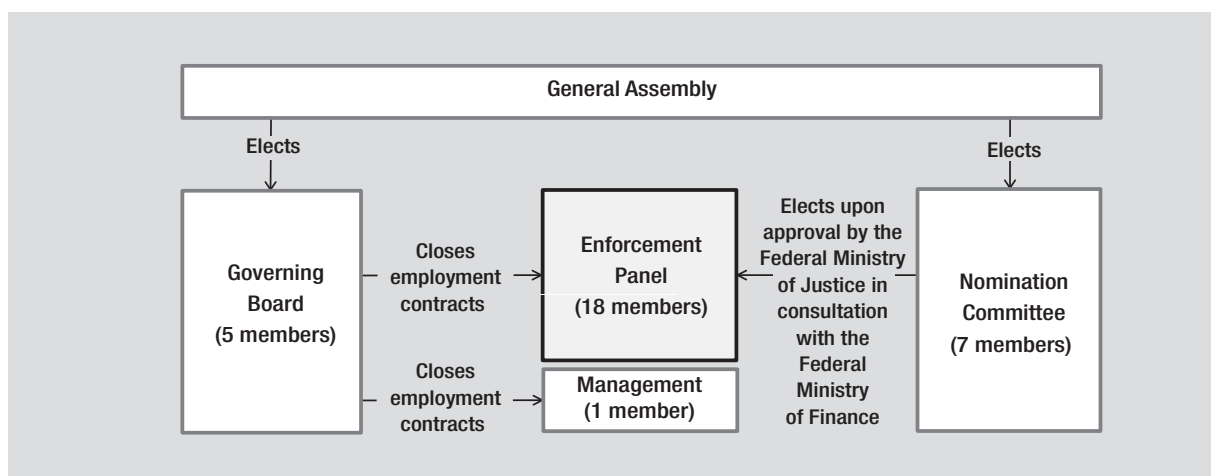 General Assembly
Elects
Elects
Governing
Board
(5 members)
Closes
employment
contracts
Enforcement
Panel
(18 members)
Elects upon
approval by the
Federal Ministry
of Justice in
consultation
with the
Federal
Ministry
of Finance
Nomination
Committee
(7 members)
Closes
employment
contracts
Management
(1 member)